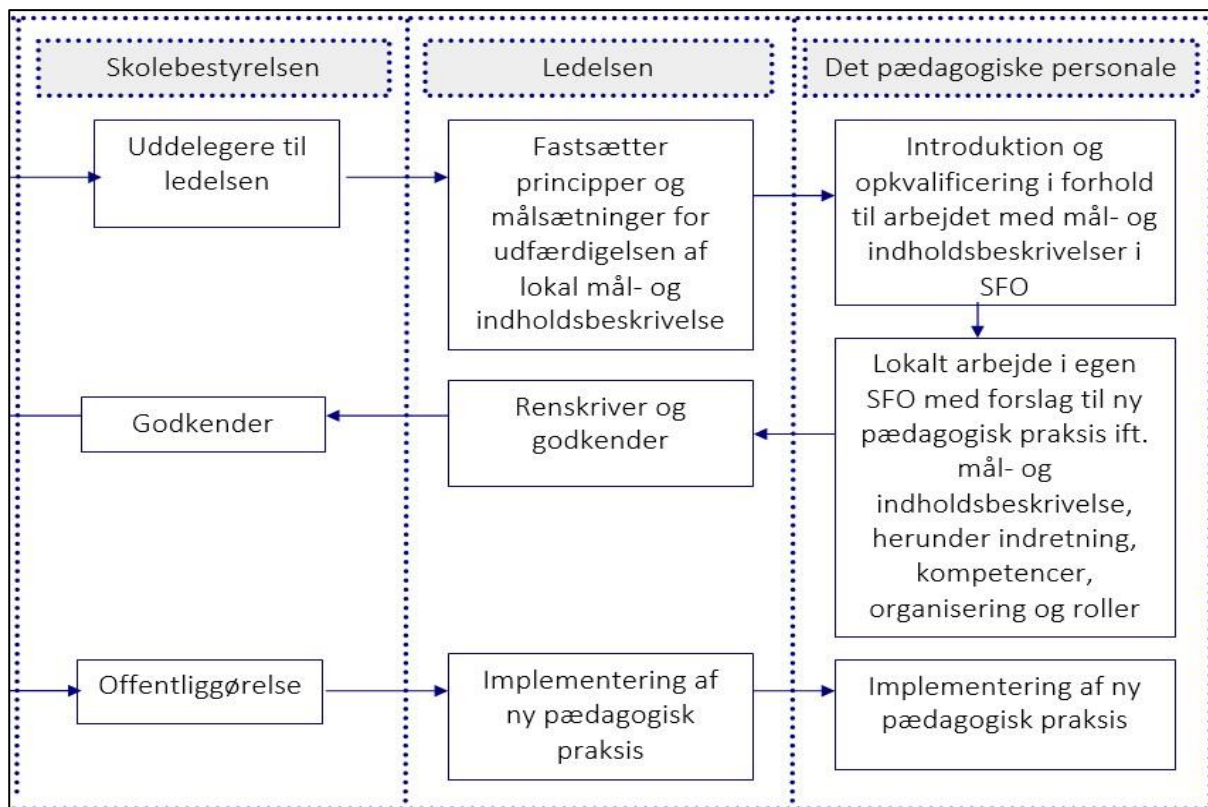 Skolebestyrelsen
Ledelsen
Det pædagogiske personale
Uddelegere til
ledelsen
Fastsætter
principper og
målsætninger for
udfærdigelsen af
lokal mål- og
indholdsbeskrivelse
Introduktion og
opkvalificering i forhold
til arbejdet med mål- og
indholdsbeskrivelser i
SFO
Godkender
Renskriver og
godkender
Lokalt arbejde i egen
SFO med forslag til ny
pædagogisk praksis ift.
mål- og
indholdsbeskrivelse,
herunder indretning,
kompetencer,
organisering og roller
Offentliggørelse
Implementering af
ny pædagogisk
praksis
Implementering af ny
pædagogisk praksis